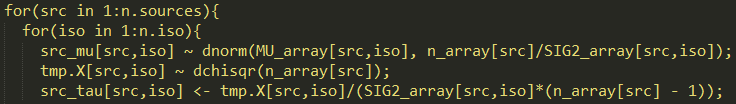 for(src in 1:n.sources){
  for(iso in 1:n.iso){
    src_mu[src,iso] ~ dnorm(MU_array[src,iso], n_array[src]/SIG2_array[src,iso]);
    tmp.X[src,iso] ~ dchisqr(n_array[src]);
    src_tau[src,iso] <- tmp.X[src,iso]/(SIG2_array[src,iso]*(n_array[src] - 1));